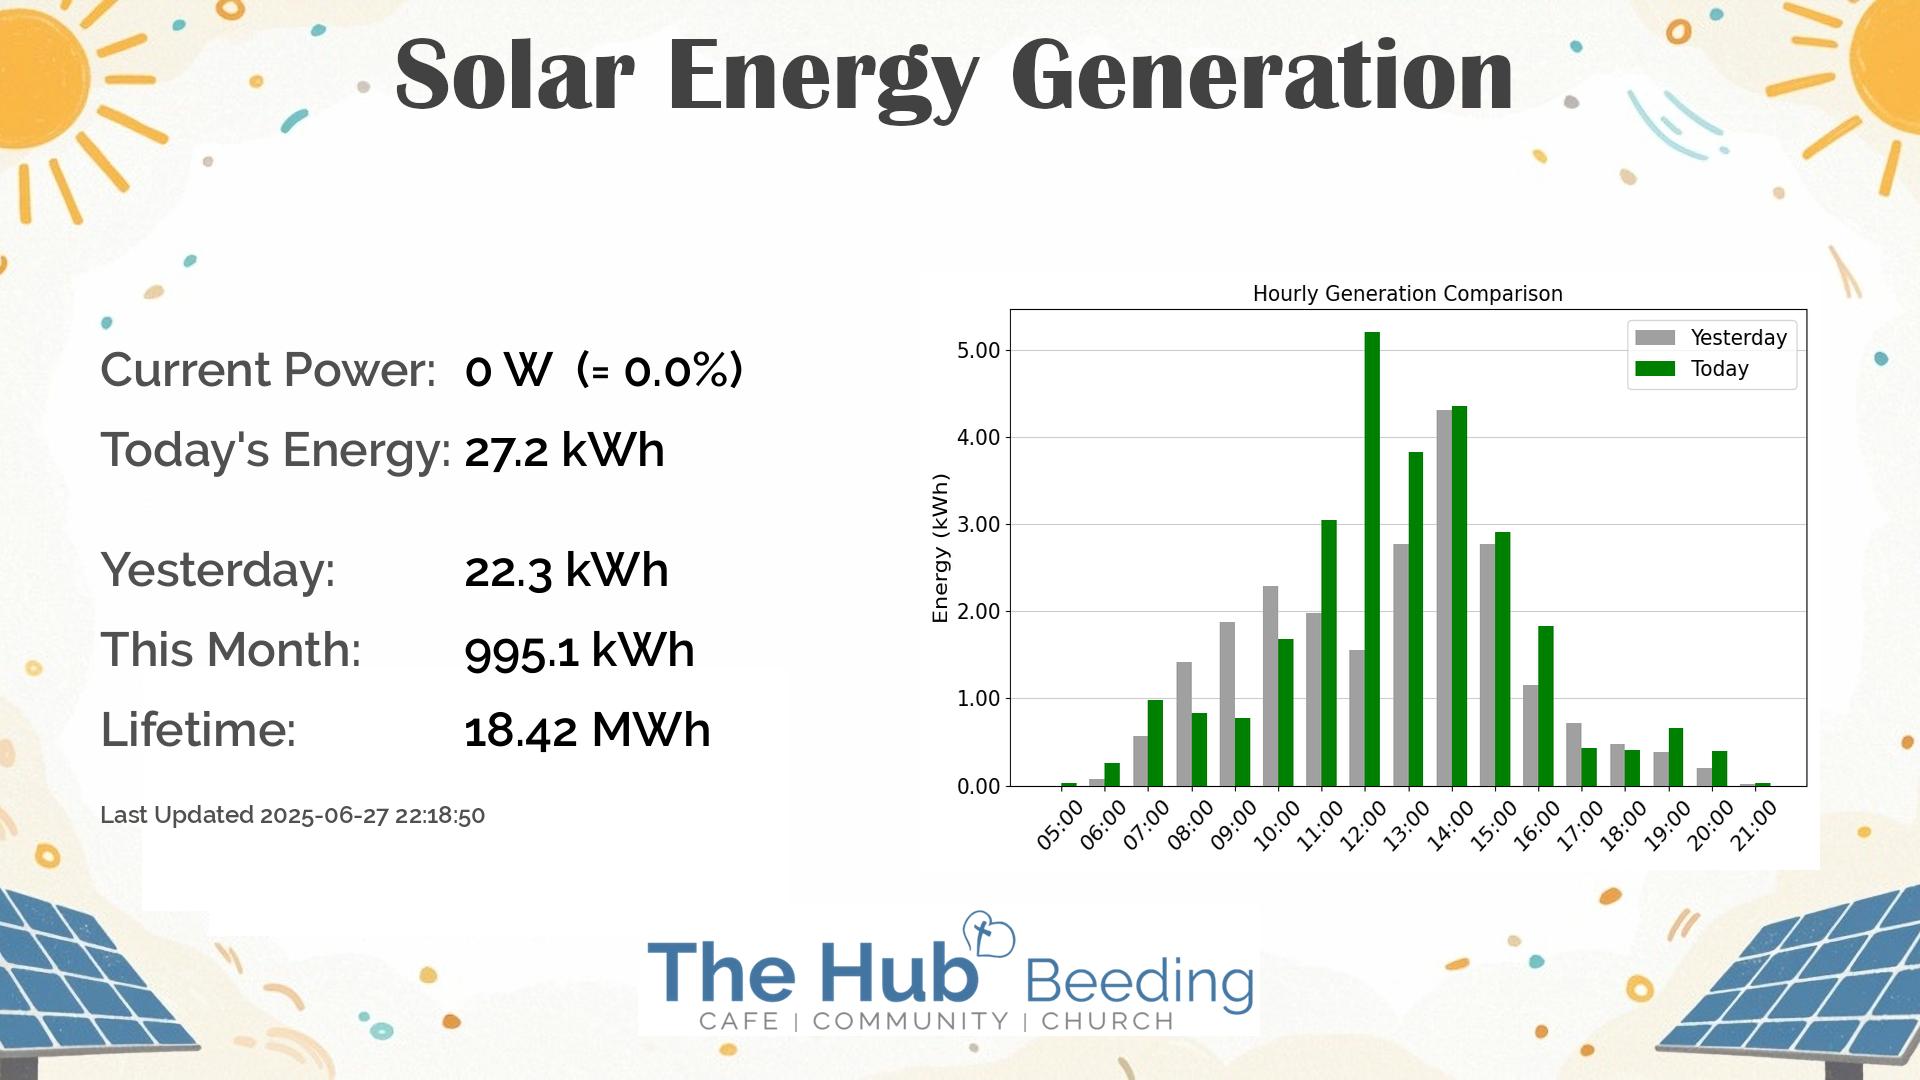 Solar Energy Generation
Current Power: 0 W (= 0.0%)
Today's Energy: 27.2 kWh
Yesterday: 22.3 kWh
This Month: 995.1 kWh
Lifetime: 18.42 MWh
Last Updated 2025-06-27 22:18:50
Hourly Generation Comparison
Yesterday
Today
Energy (kWh)
5.00
4.00
3.00
2.00
1.00
0.00
05:00 06:00 07:00 08:00 09:00 10:00 11:00 12:00 13:00 14:00 15:00 16:00 17:00 18:00 19:00 20:00 21:00
The Hub Beeding
CAFE | COMMUNITY | CHURCH